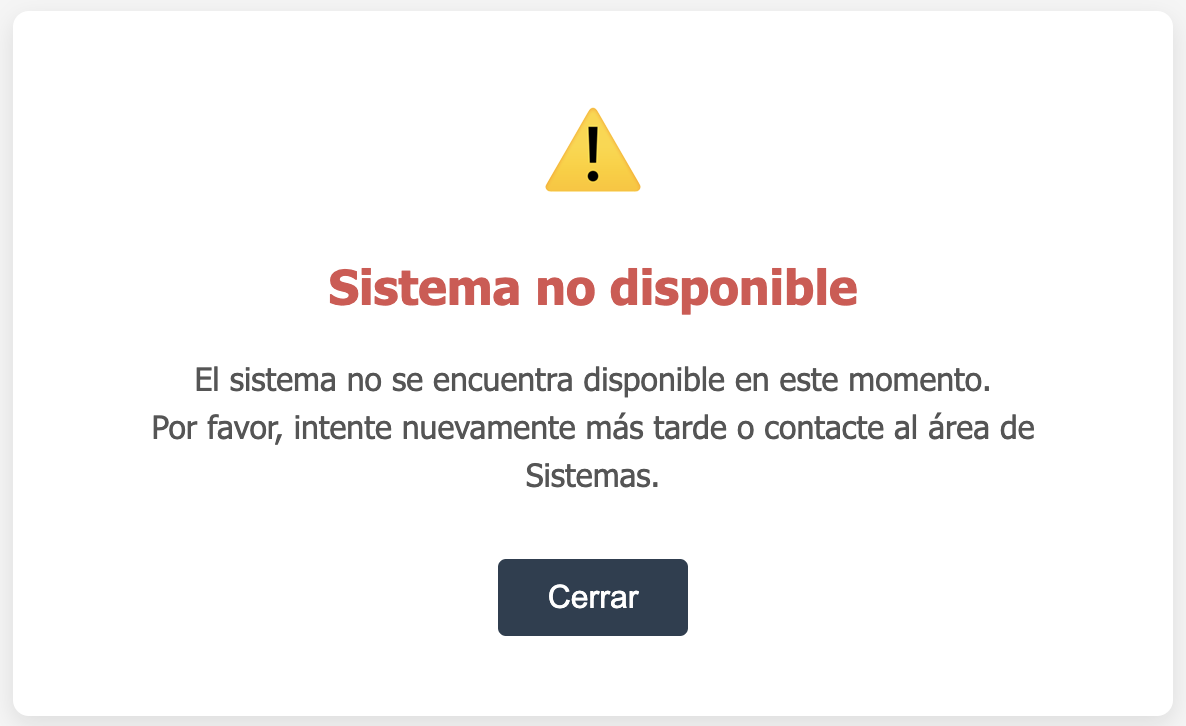 Sistema no disponible
El sistema no se encuentra disponible en este momento.
Por favor, intente nuevamente más tarde o contacte al área de
Sistemas.
Cerrar